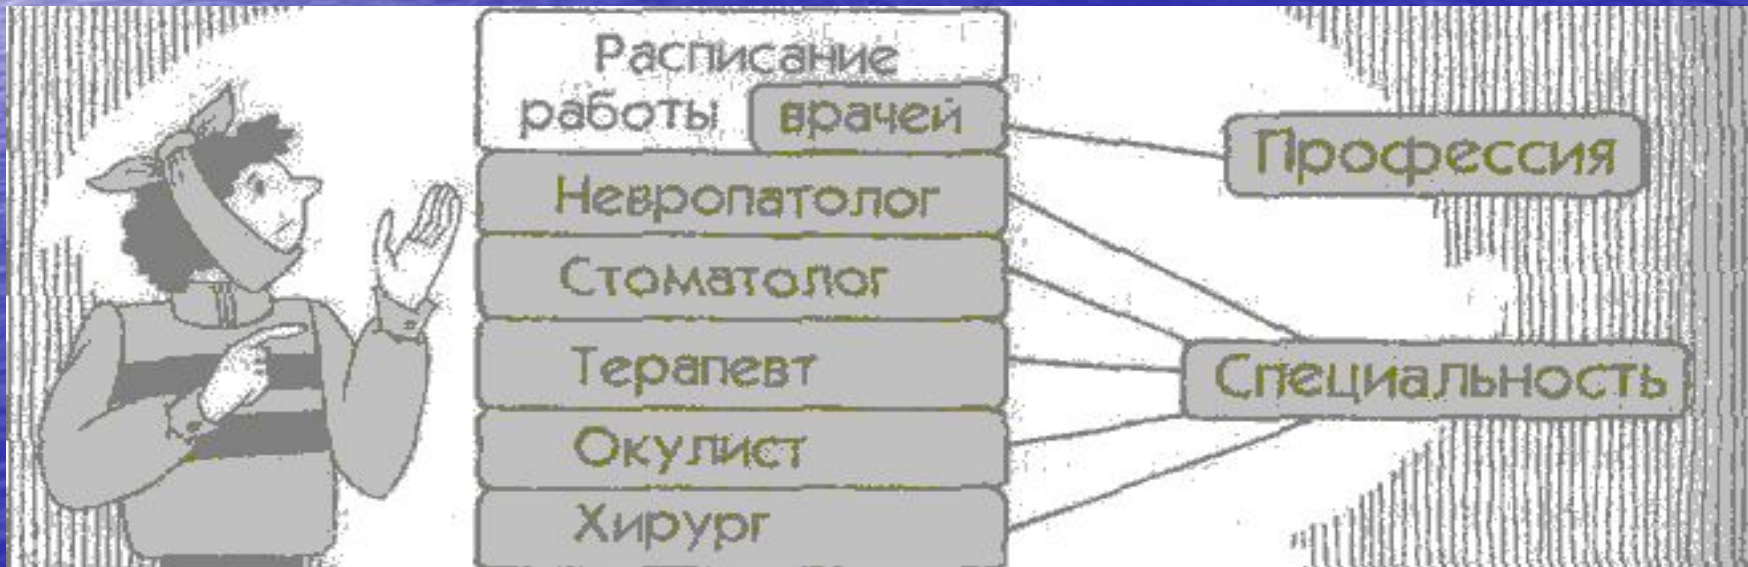 Расписание
работы врачей
Профессия
Невропатолог
Стоматолог
Терапевт
Специальность
Окулист
Хирург